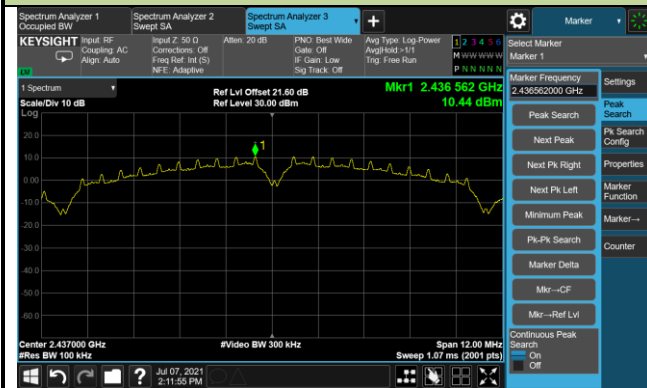 Spectrum Analyzer 1
Occupied BW
Spectrum Analyzer 2
Swept SA
Spectrum Analyzer 3
Swept SA
+
Marker
KEYSIGHT
Input: RF
Coupling: AC
Align: Auto
Input Z: 50 Ω
Corrections: Off
Freq Ref: Int (S)
NFE: Adaptive
Atten: 20 dB
PNO: Best Wide
Gate: Off
IF Gain: Low
Sig Track: Off
Avg Type: Log-Power
Avg|Hold:>1/1
Trig: Free Run
1 2 3 4 5 6
M W W W W W
P N N N N N
Select Marker
Marker 1
1 Spectrum
Scale/Div 10 dB
Log
Ref Lvl Offset 21.60 dB
Ref Level 30.00 dBm
Mkr1 2.436 562 GHz
10.44 dBm
20.0
10.0
0.00
-10.0
-20.0
-30.0
-40.0
-50.0
-60.0
1
Center 2.437000 GHz
#Res BW 100 kHz
#Video BW 300 kHz
Span 12.00 MHz
Sweep 1.07 ms (2001 pts)
Marker Frequency
2.436562000 GHz
Peak Search
Next Peak
Next Pk Right
Next Pk Left
Minimum Peak
Pk-Pk Search
Marker Delta
Mkr→CF
Mkr→Ref Lvl
Continuous Peak
Search
On
Off
Settings
Peak
Search
Pk Search
Config
Properties
Marker
Function
Marker→
Counter
?
Jul 07, 2021
2:11:55 PM